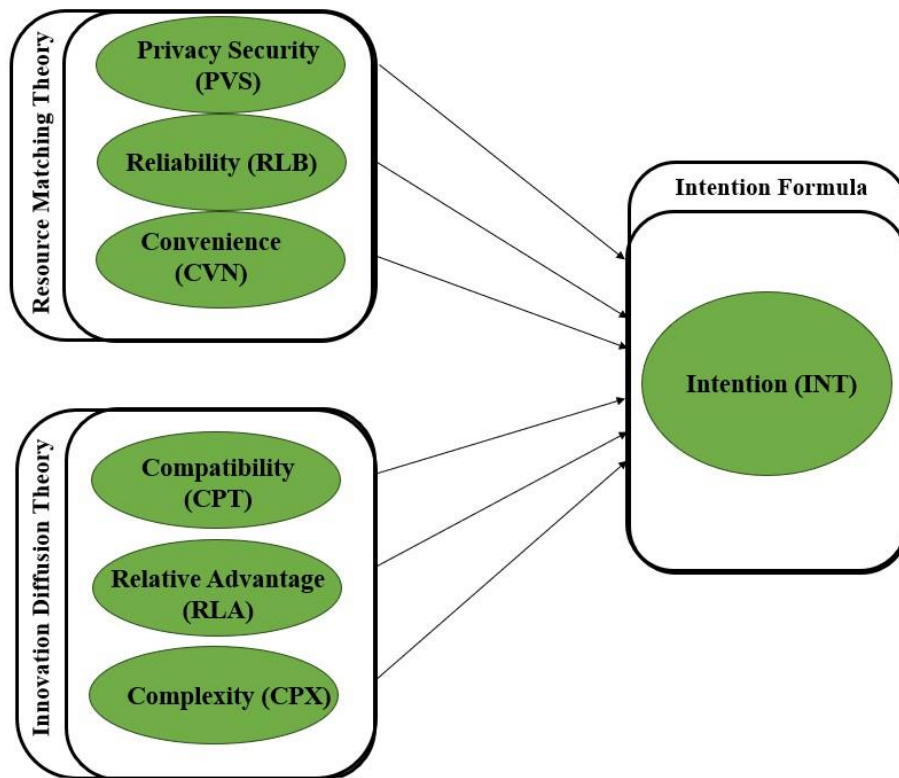 Resource Matching Theory
Privacy Security
(PVS)
Reliability (RLB)
Convenience
(CVN)
Intention Formula
Intention (INT)
Innovation Diffusion Theory
Compatibility
(CPT)
Relative Advantage
(RLA)
Complexity (CPX)